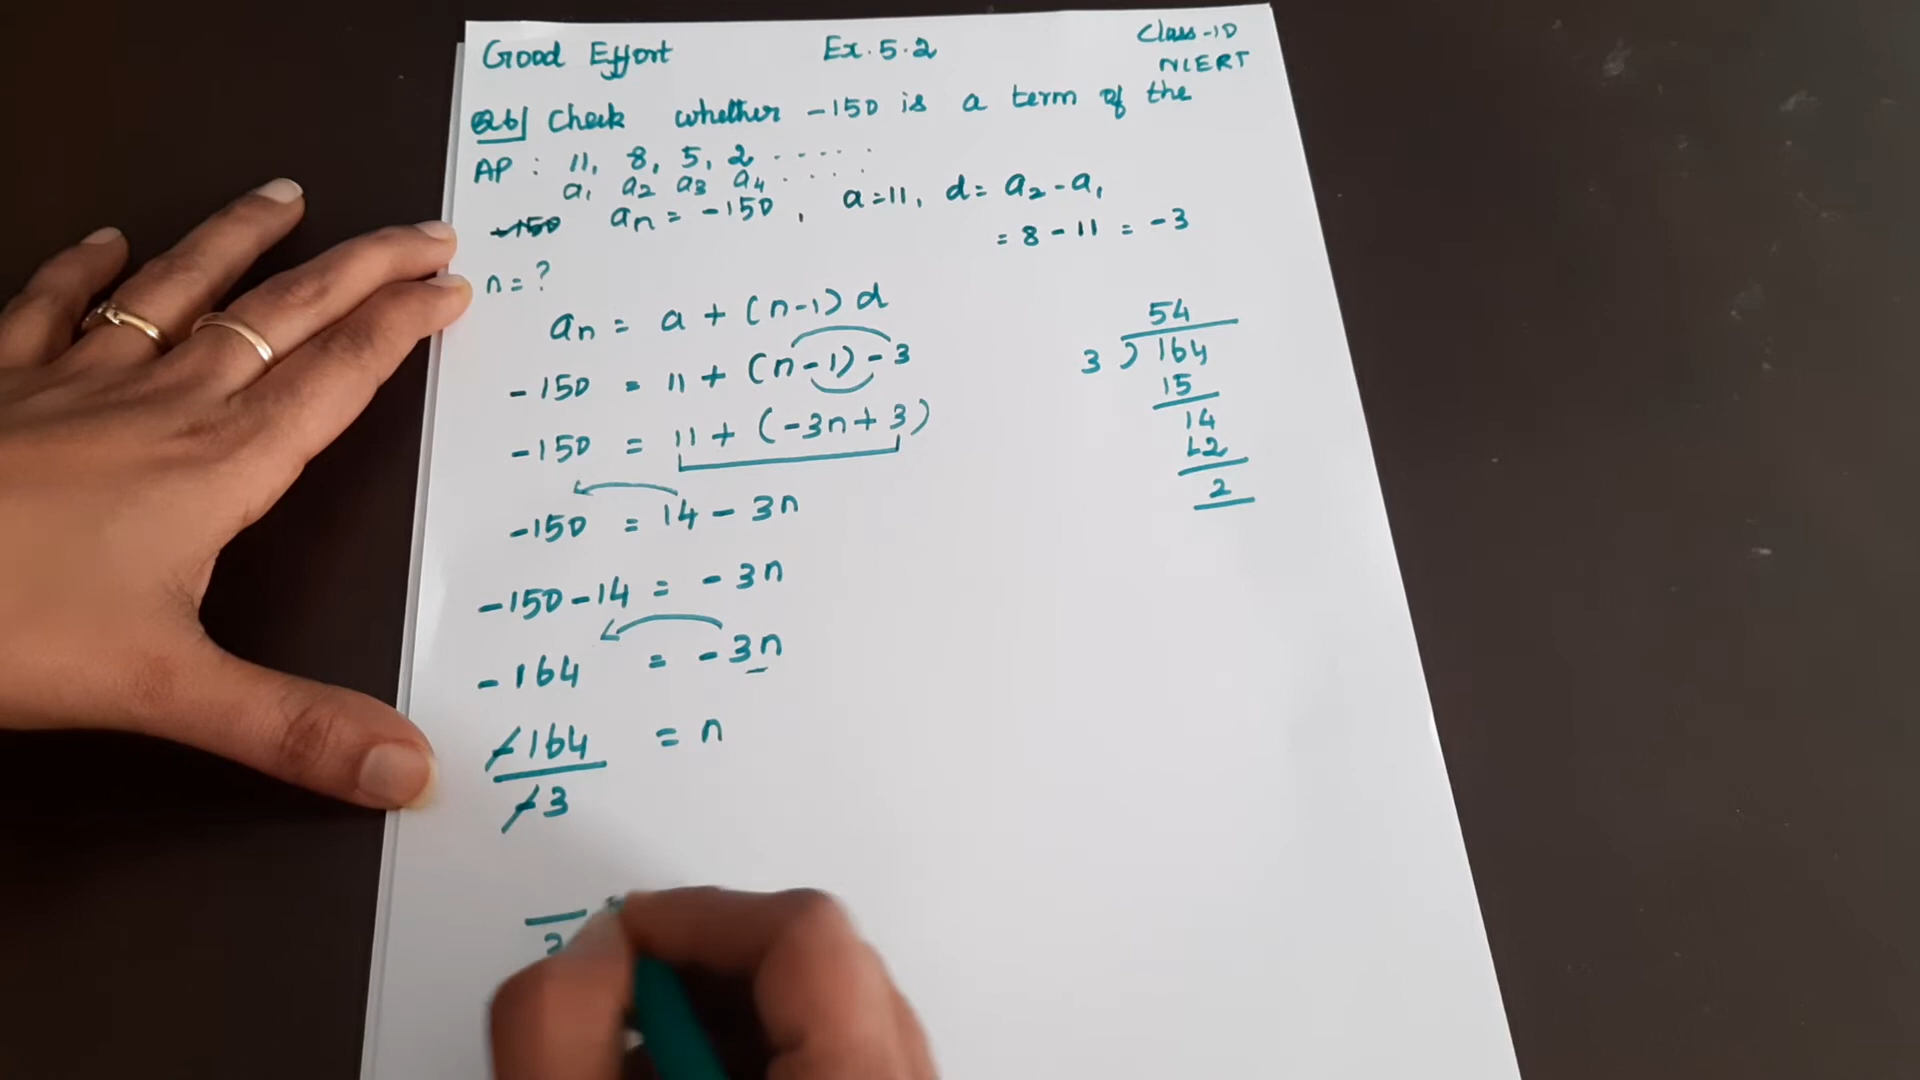 Good Effort
Ex. 5.2
Class-10
NCERT
Q6/ Check whether -150 is a term of the
AP : 11, 8, 5, 2 .....
a1 a2 a3 a4 .....
-150 an = -150 , a=11, d= a2-a1
= 8-11 = -3
n=?
an = a + (n-1)d
-150 = 11 + (n-1)-3
-150 = 11 + (-3n+3)
-150 = 14 - 3n
-150-14 = -3n
-164 = -3n
-164 = n
-3
54
3 ) 164
15
14
12
2